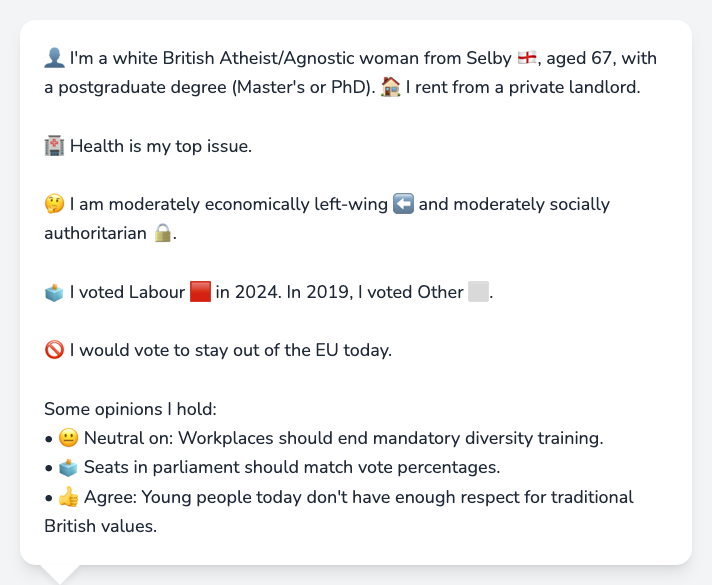 👤 I'm a white British Atheist/Agnostic woman from Selby 🏴󠁧󠁢󠁥󠁮󠁧󠁿, aged 67, with
a postgraduate degree (Master's or PhD). 🏠 I rent from a private landlord.
🏥 Health is my top issue.
🤔 I am moderately economically left-wing ⬅️ and moderately socially
authoritarian 🔒.
🗳️ I voted Labour 🟥 in 2024. In 2019, I voted Other ⬜.
🚫 I would vote to stay out of the EU today.
Some opinions I hold:
• 😐 Neutral on: Workplaces should end mandatory diversity training.
• 🗳️ Seats in parliament should match vote percentages.
• 👍 Agree: Young people today don't have enough respect for traditional
British values.